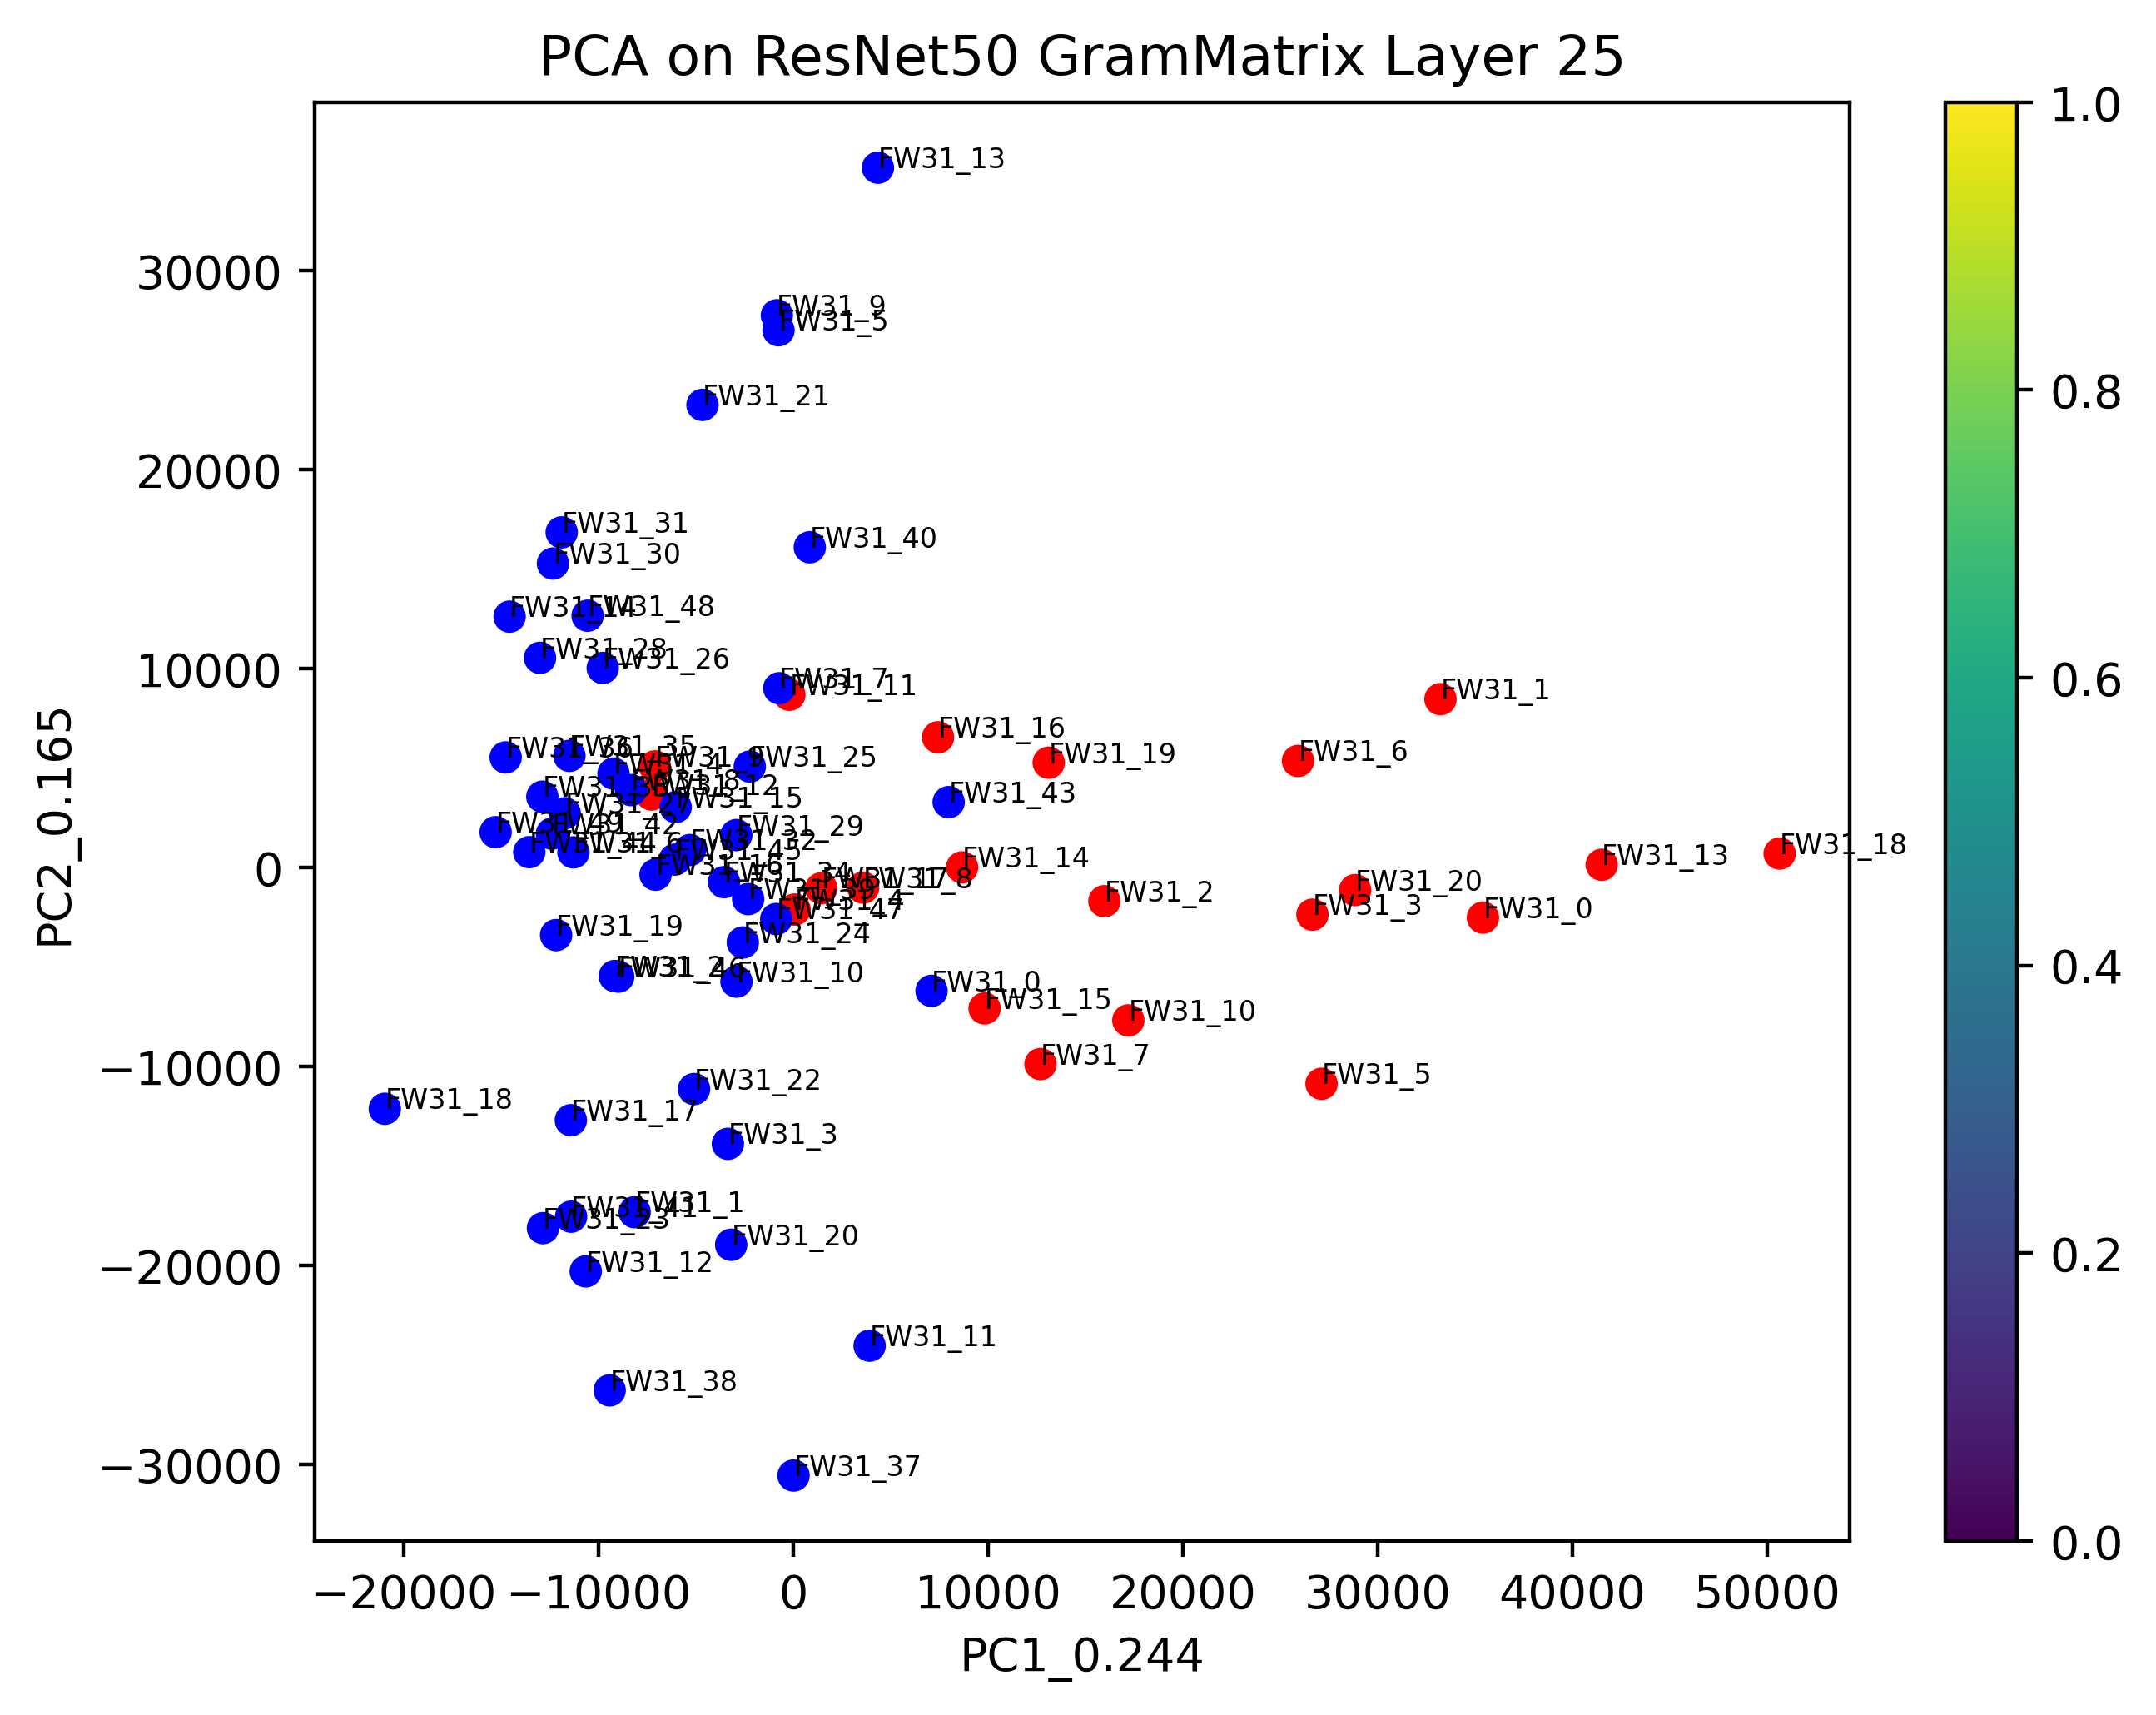 PCA on ResNet50 GramMatrix Layer 25
FW31_13
FW31_9
FW31_5
FW31_21
FW31_31
FW31_40
FW31_30
FW31_14
FW31_48
FW31_28
FW31_26
FW31_7
FW31_11
FW31_1
FW31_16
FW31_19
FW31_6
FW31_35
FW31_25
FW31_43
FW31_15
FW31_29
FW31_14
FW31_13
FW31_18
FW31_2
FW31_20
FW31_3
FW31_0
FW31_47
FW31_24
FW31_19
FW31_10
FW31_0
FW31_15
FW31_10
FW31_7
FW31_5
FW31_22
FW31_18
FW31_17
FW31_3
FW31_1
FW31_41
FW31_23
FW31_20
FW31_12
FW31_11
FW31_38
FW31_37
30000
20000
10000
0
−10000
−20000
−30000
PC2_0.165
−20000 −10000 0 10000 20000 30000 40000 50000
PC1_0.244
1.0
0.8
0.6
0.4
0.2
0.0